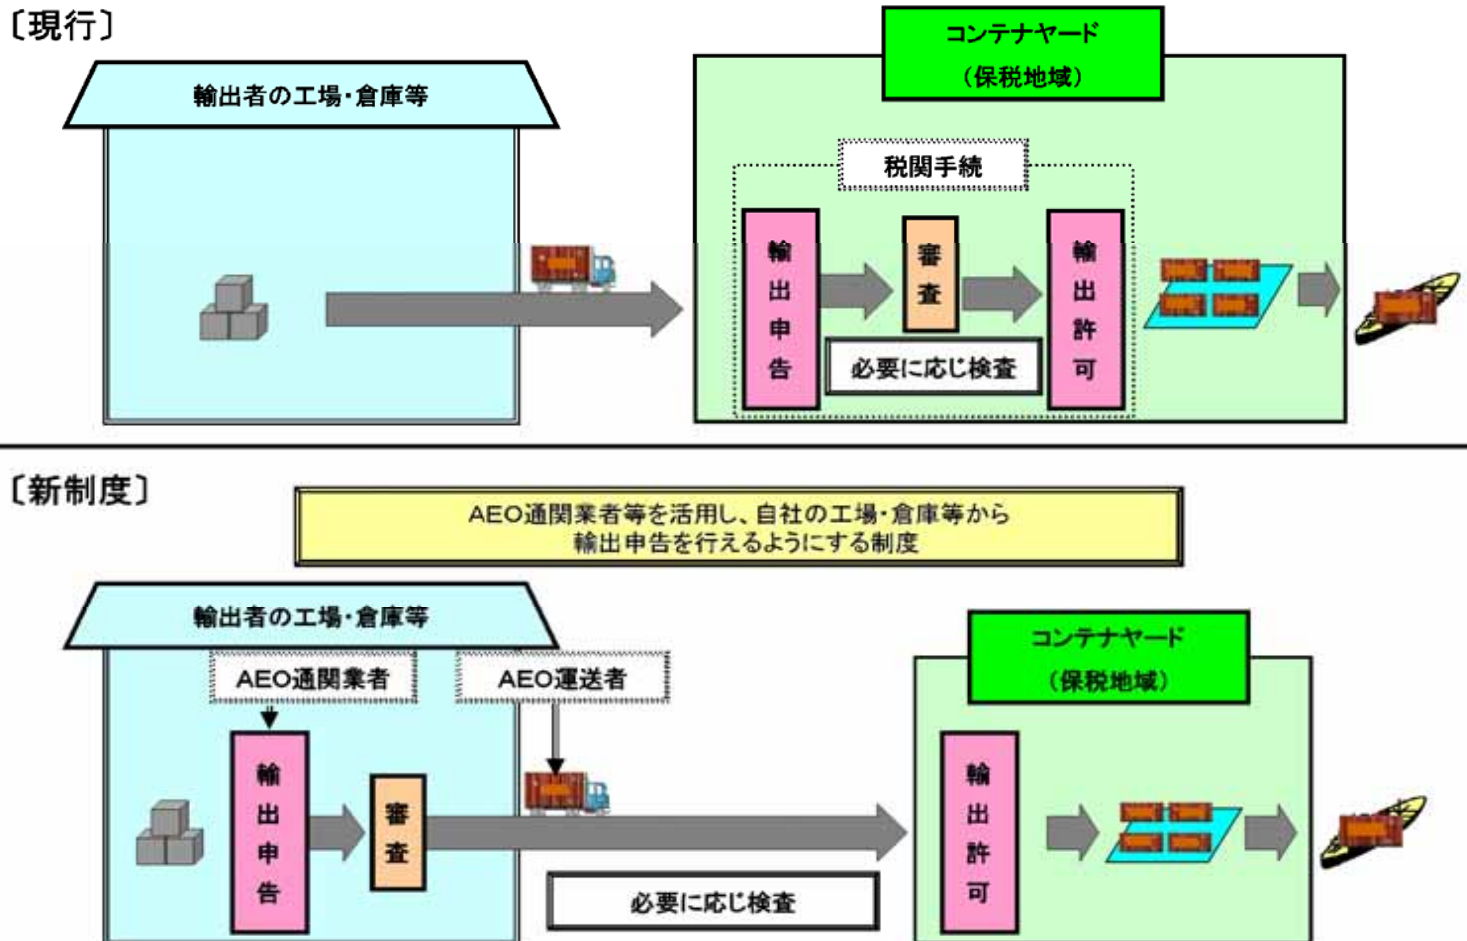 〔現行〕
コンテナヤード
(保税地域)
輸出者の工場・倉庫等
税関手続
輸出申告
審査
輸出許可
必要に応じ検査
〔新制度〕
AEO通関業者等を活用し、自社の工場・倉庫等から
輸出申告を行えるようにする制度
輸出者の工場・倉庫等
コンテナヤード
(保税地域)
AEO通関業者
AEO運送者
輸出申告
審査
輸出許可
必要に応じ検査